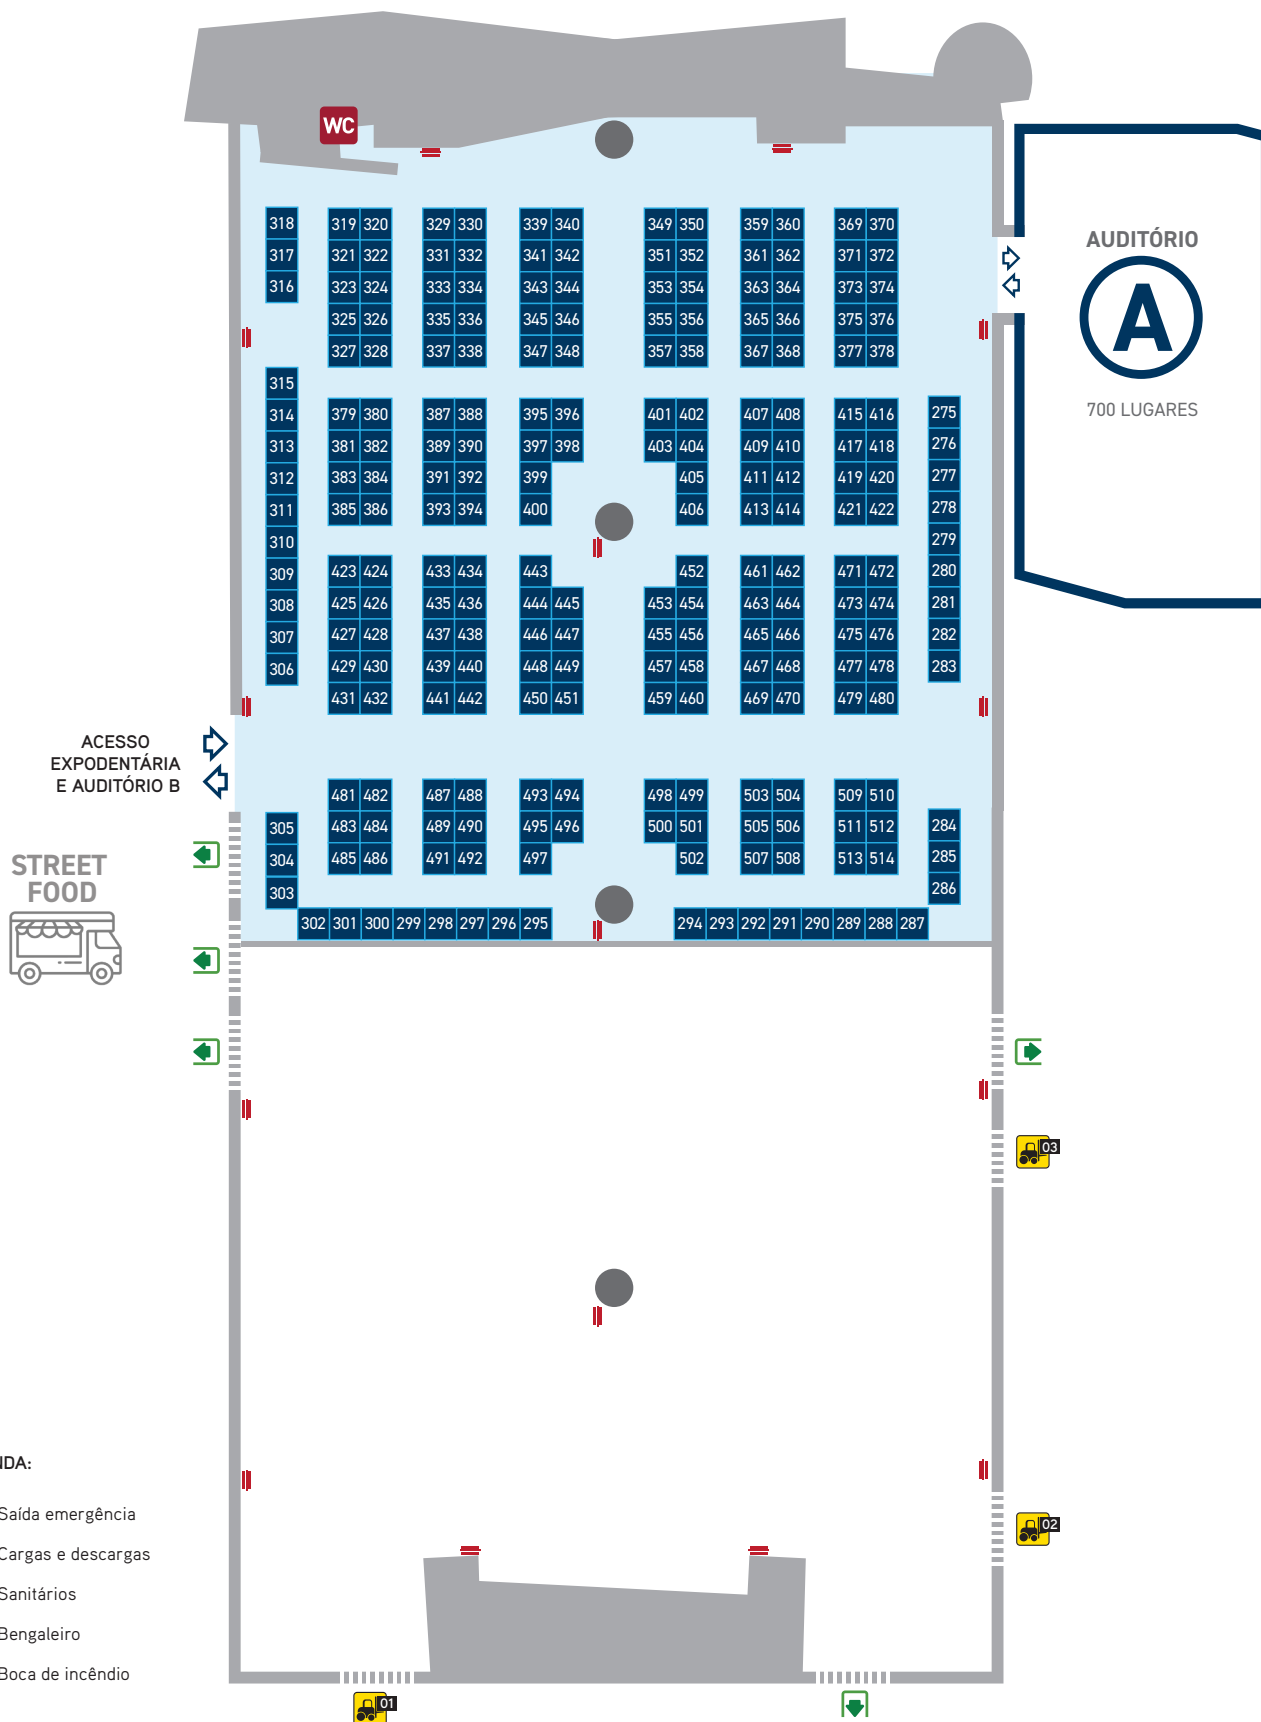 WC
318 319 320 329 330 339 340 349 350 359 360 369 370
317 321 322 331 332 341 342 351 352 361 362 371 372
316 323 324 333 334 343 344 353 354 363 364 373 374
325 326 335 336 345 346 355 356 365 366 375 376
327 328 337 338 347 348 357 358 367 368 377 378
AUDITÓRIO
A
700 LUGARES
315
314 379 380 387 388 395 396 401 402 407 408 415 416 275
313 381 382 389 390 397 398 403 404 409 410 417 418 276
312 383 384 391 392 399 405 411 412 419 420 277
311 385 386 393 394 400 406 413 414 421 422 278
310 279
309 423 424 433 434 443 452 461 462 471 472 280
308 425 426 435 436 444 445 453 454 463 464 473 474 281
307 427 428 437 438 446 447 455 456 465 466 475 476 282
306 429 430 439 440 448 449 457 458 467 468 477 478 283
431 432 441 442 450 451 459 460 469 470 479 480
ACESSO
EXPODENTÁRIA
E AUDITÓRIO B
481 482 487 488 493 494 498 499 503 504 509 510
305 483 484 489 490 495 496 500 501 505 506 511 512 284
304 485 486 491 492 497 502 507 508 513 514 285
303 286
302 301 300 299 298 297 296 295 294 293 292 291 290 289 288 287
STREET
FOOD
03
02
NDA:
Saída emergência
Cargas e descargas
Sanitários
Bengaleiro
Boca de incêndio
01